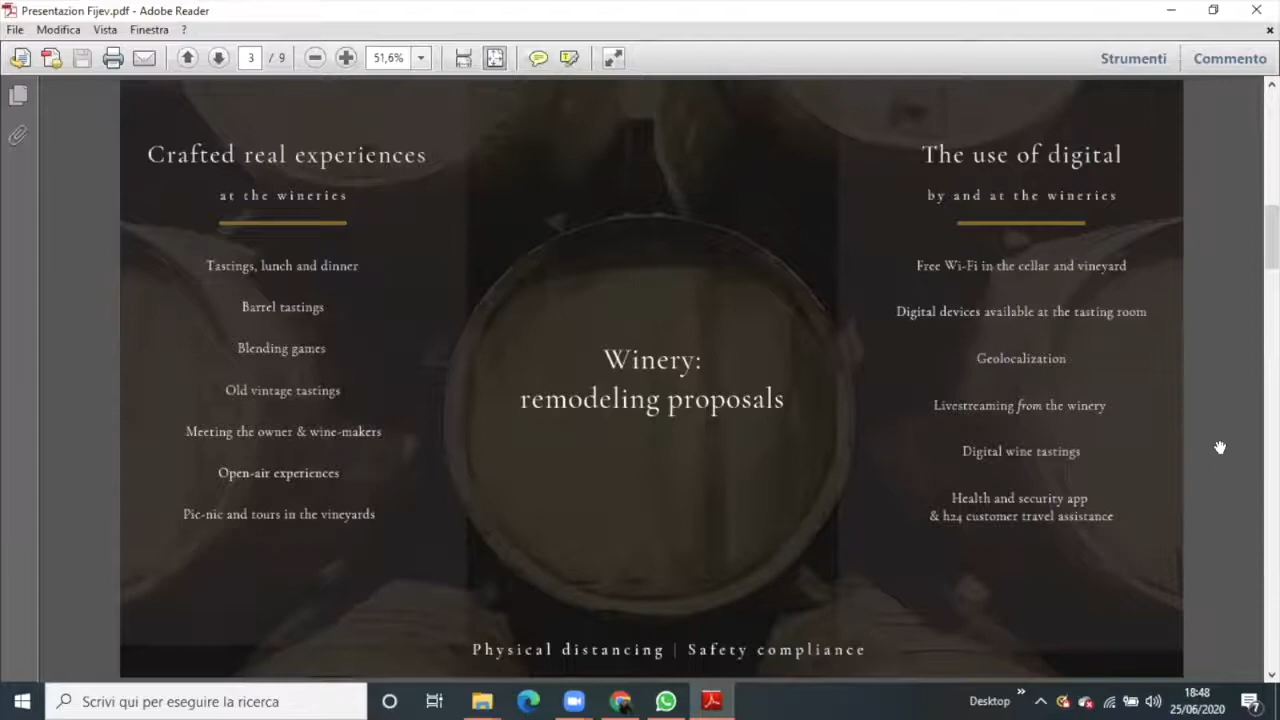 Presentazion Fijev.pdf - Adobe Reader
File Modifica Vista Finestra ?
3 / 9 51,6% Strumenti Commento
Crafted real experiences
at the wineries
Tastings, lunch and dinner
Barrel tastings
Blending games
Old vintage tastings
Meeting the owner & wine-makers
Open-air experiences
Pic-nic and tours in the vineyards
Winery:
remodeling proposals
The use of digital
by and at the wineries
Free Wi-Fi in the cellar and vineyard
Digital devices available at the tasting room
Geolocalization
Livestreaming from the winery
Digital wine tastings
Health and security app
& h24 customer travel assistance
Physical distancing | Safety compliance
Scrivi qui per eseguire la ricerca
Desktop
18:48
25/06/2020
7